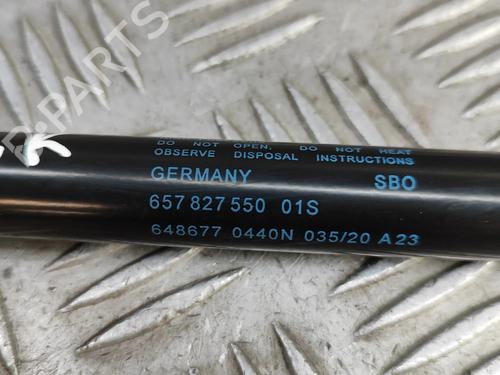 DO NOT OPEN, DO NOT HEAT
OBSERVE DISPOSAL INSTRUCTIONS
GERMANY SBO
657 827 550 01S
648677 0440N 035/20 A 23